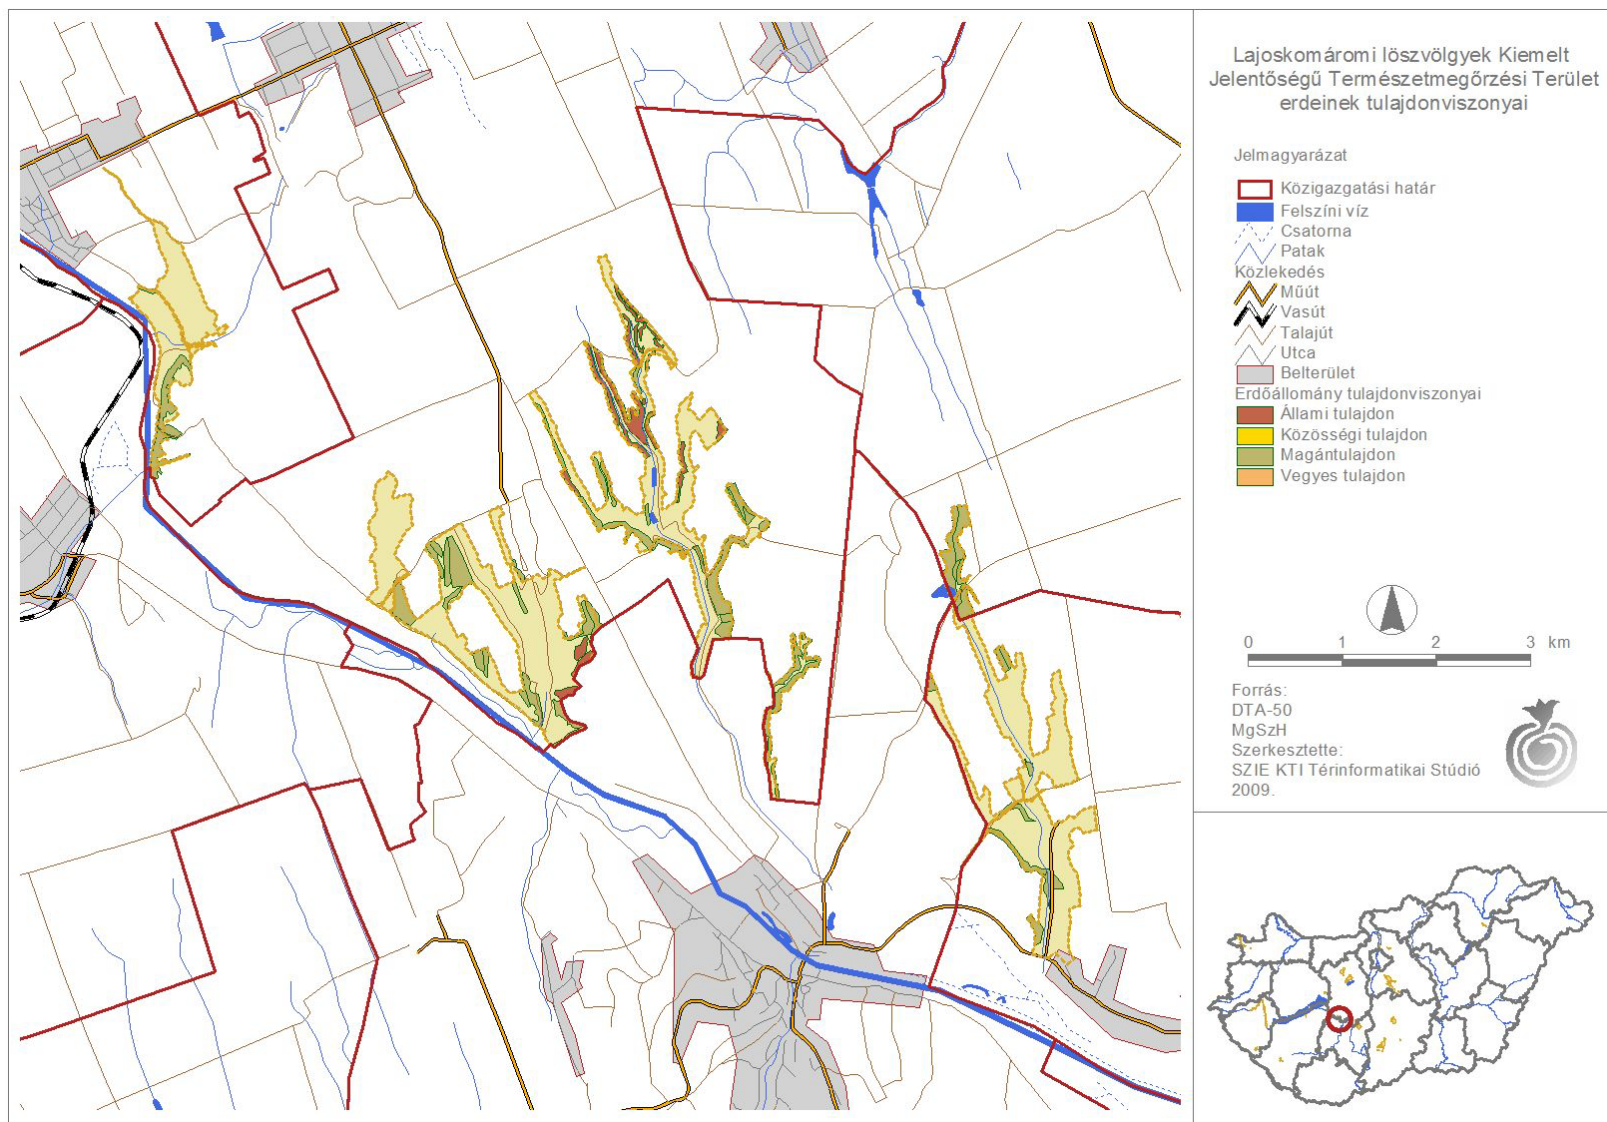 Lajoskomáromi löszvölgyek Kiemelt
Jelentőségű Természetmegőrzési Terület
erdeinek tulajdonviszonyai
Jelmagyarázat
Közigazgatási határ
Felszíni víz
Csatorna
Patak
Közlekedés
Műút
Vasút
Talajút
Utca
Belterület
Erdőállomány tulajdonviszonyai
Állami tulajdon
Közösségi tulajdon
Magántulajdon
Vegyes tulajdon
0 1 2 3 km
Forrás:
DTA-50
MgSzH
Szerkesztette:
SZIE KTI Térinformatikai Stúdió
2009.